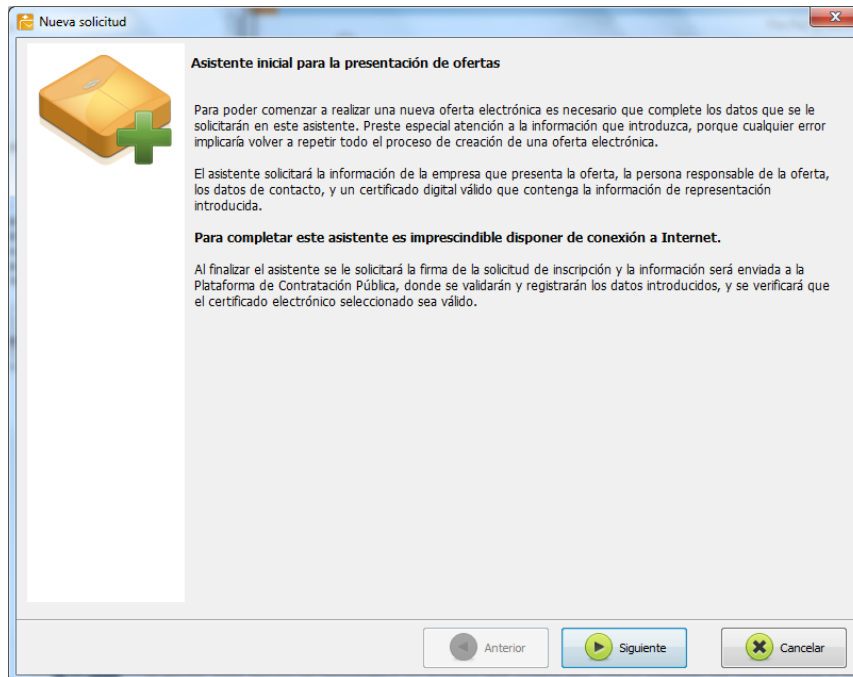 Nueva solicitud
Asistente inicial para la presentación de ofertas
Para poder comenzar a realizar una nueva oferta electrónica es necesario que complete los datos que se le
solicitarán en este asistente. Preste especial atención a la información que introduzca, porque cualquier error
implicaría volver a repetir todo el proceso de creación de una oferta electrónica.
El asistente solicitará la información de la empresa que presenta la oferta, la persona responsable de la oferta,
los datos de contacto, y un certificado digital válido que contenga la información de representación
introducida.
Para completar este asistente es imprescindible disponer de conexión a Internet.
Al finalizar el asistente se le solicitará la firma de la solicitud de inscripción y la información será enviada a la
Plataforma de Contratación Pública, donde se validarán y registrarán los datos introducidos, y se verificará que
el certificado electrónico seleccionado sea válido.
Anterior
Siguiente
Cancelar